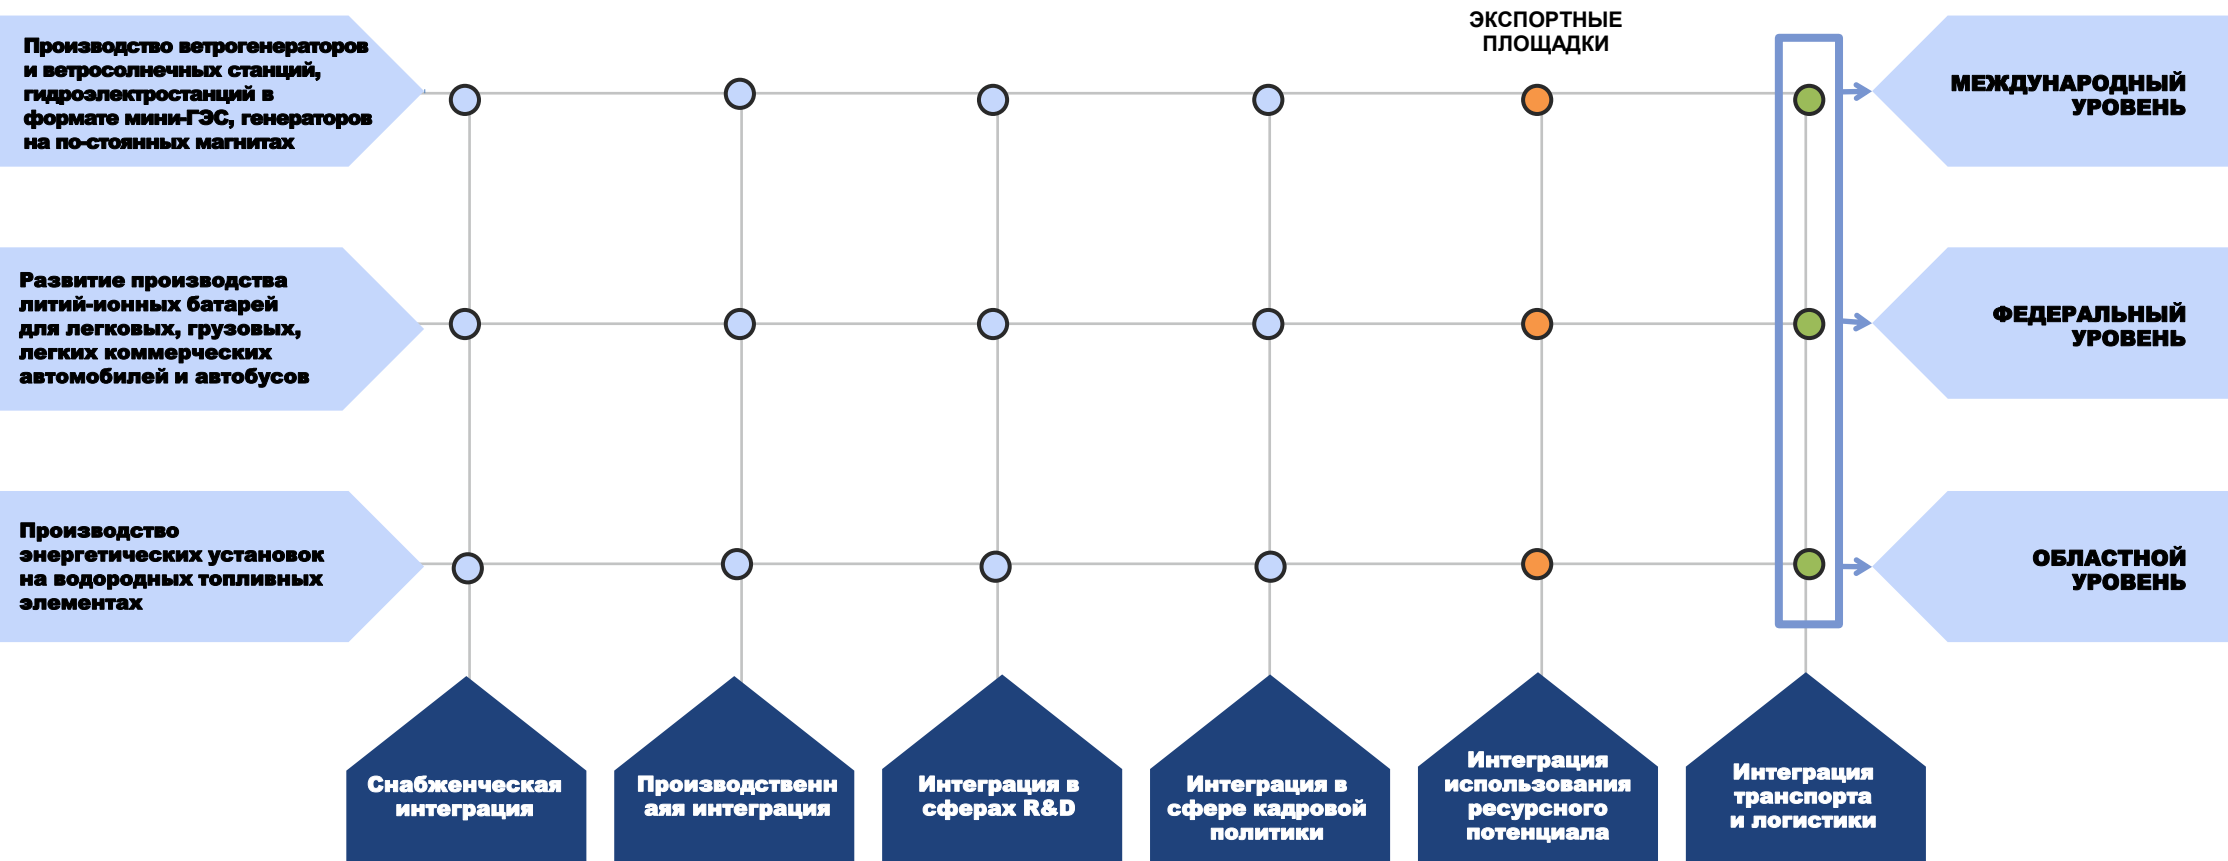 ЭКСПОРТНЫЕ
ПЛОЩАДКИ
Производство ветрогенераторов
и ветросолнечных станций,
гидроэлектростанций в
формате мини-ГЭС, генераторов
на по-стоянных магнитах
МЕЖДУНАРОДНЫЙ
УРОВЕНЬ
Развитие производства
литий-ионных батарей
для легковых, грузовых,
легких коммерческих
автомобилей и автобусов
ФЕДЕРАЛЬНЫЙ
УРОВЕНЬ
Производство
энергетических установок
на водородных топливных
элементах
ОБЛАСТНОЙ
УРОВЕНЬ
Снабженческая
интеграция
Производственн
аяя интеграция
Интеграция в
сферах R&D
Интеграция в
сфере кадровой
политики
Интеграция
использования
ресурсного
потенциала
Интеграция
транспорта
и логистики